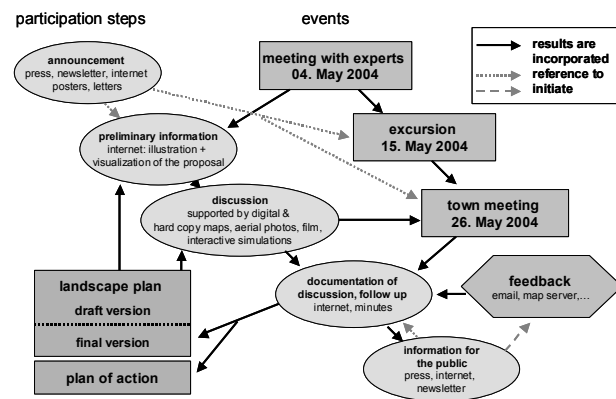 participation steps
events
announcement
press, newsletter, internet
posters, letters
meeting with experts
04. May 2004
results are
incorporated
reference to
initiate
preliminary information
internet: illustration +
visualization of the proposal
excursion
15. May 2004
discussion
supported by digital &
hard copy maps, aerial photos, film,
interactive simulations
town meeting
26. May 2004
landscape plan
draft version
final version
plan of action
documentation of
discussion, follow up
internet, minutes
feedback
email, map server,...
information for
the public
press, internet,
newsletter